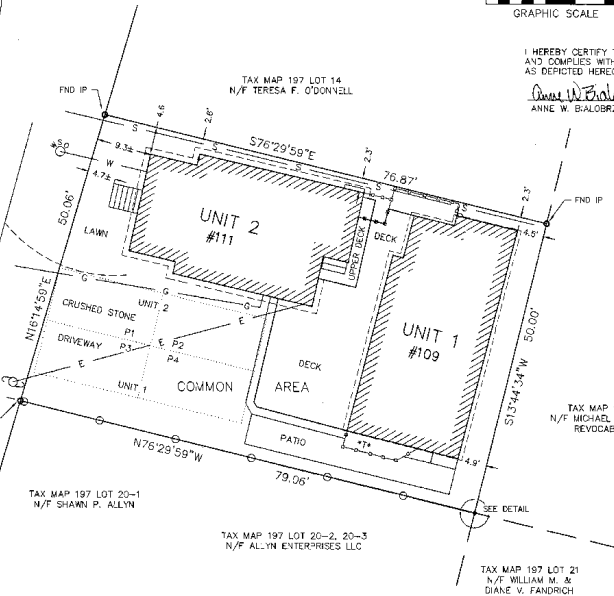 GRAPHIC SCALE
I HEREBY CERTIFY
AND COMPLIES WITH
AS DEPICTED
ANNE W.
TAX MAP 197 LOT 14
N/F TERESA F. O'DONNELL
FND IP
4.6
2.6'
S76°29'59"E
2.3'
76.87'
2.3'
FND IP
S
S
S
S
S
S
9.3±
W
4.7±
4.5'
50.06'
LAWN
UNIT 2
#111
UPPER DECK
DECK
N16°14'59"E
G
G
G
CRUSHED STONE
UNIT 2
DRIVEWAY
P1
P3
P2
P4
E
E
E
UNIT 1
COMMON AREA
DECK
UNIT 1
#109
50.00'
S13°44'34"W
PATIO
"T"
4.9'
N76°29'59"W
79.06'
SEE DETAIL
TAX MAP
N/F MICHAEL
REVOCAB
TAX MAP 197 LOT 20-1
N/F SHAWN P. ALLYN
TAX MAP 197 LOT 20-2, 20-3
N/F ALLYN ENTERPRISES LLC
TAX MAP 197 LOT 21
N/F WILLIAM M. &
DIANE V. FANDRICH